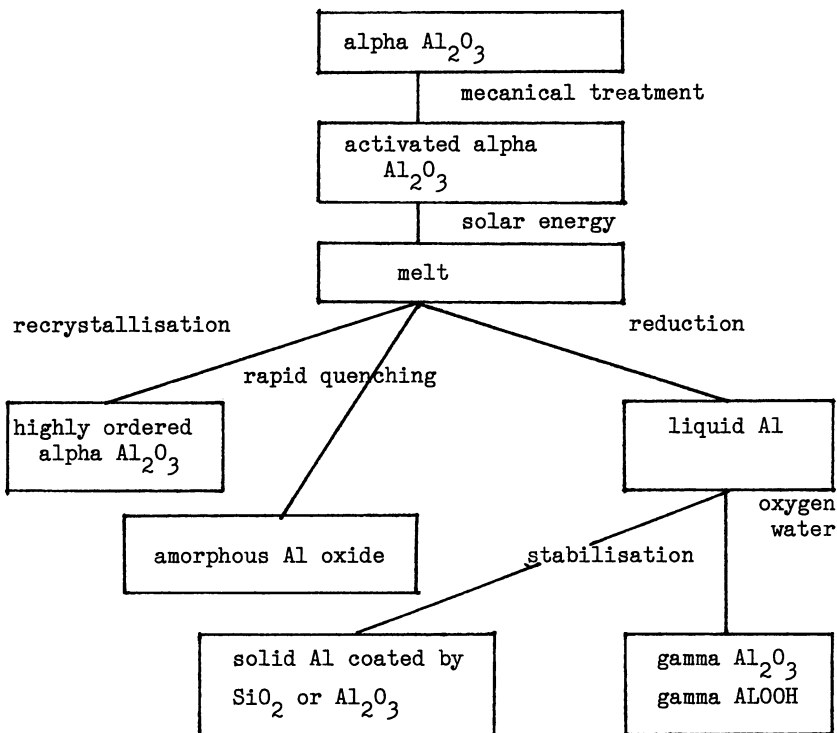 alpha Al₂O₃
mecanical treatment
activated alpha
Al₂O₃
solar energy
melt
recrystallisation
reduction
rapid quenching
highly ordered
alpha Al₂O₃
liquid Al
oxygen
water
amorphous Al oxide
stabilisation
solid Al coated by
SiO₂ or Al₂O₃
gamma Al₂O₃
gamma ALOOH